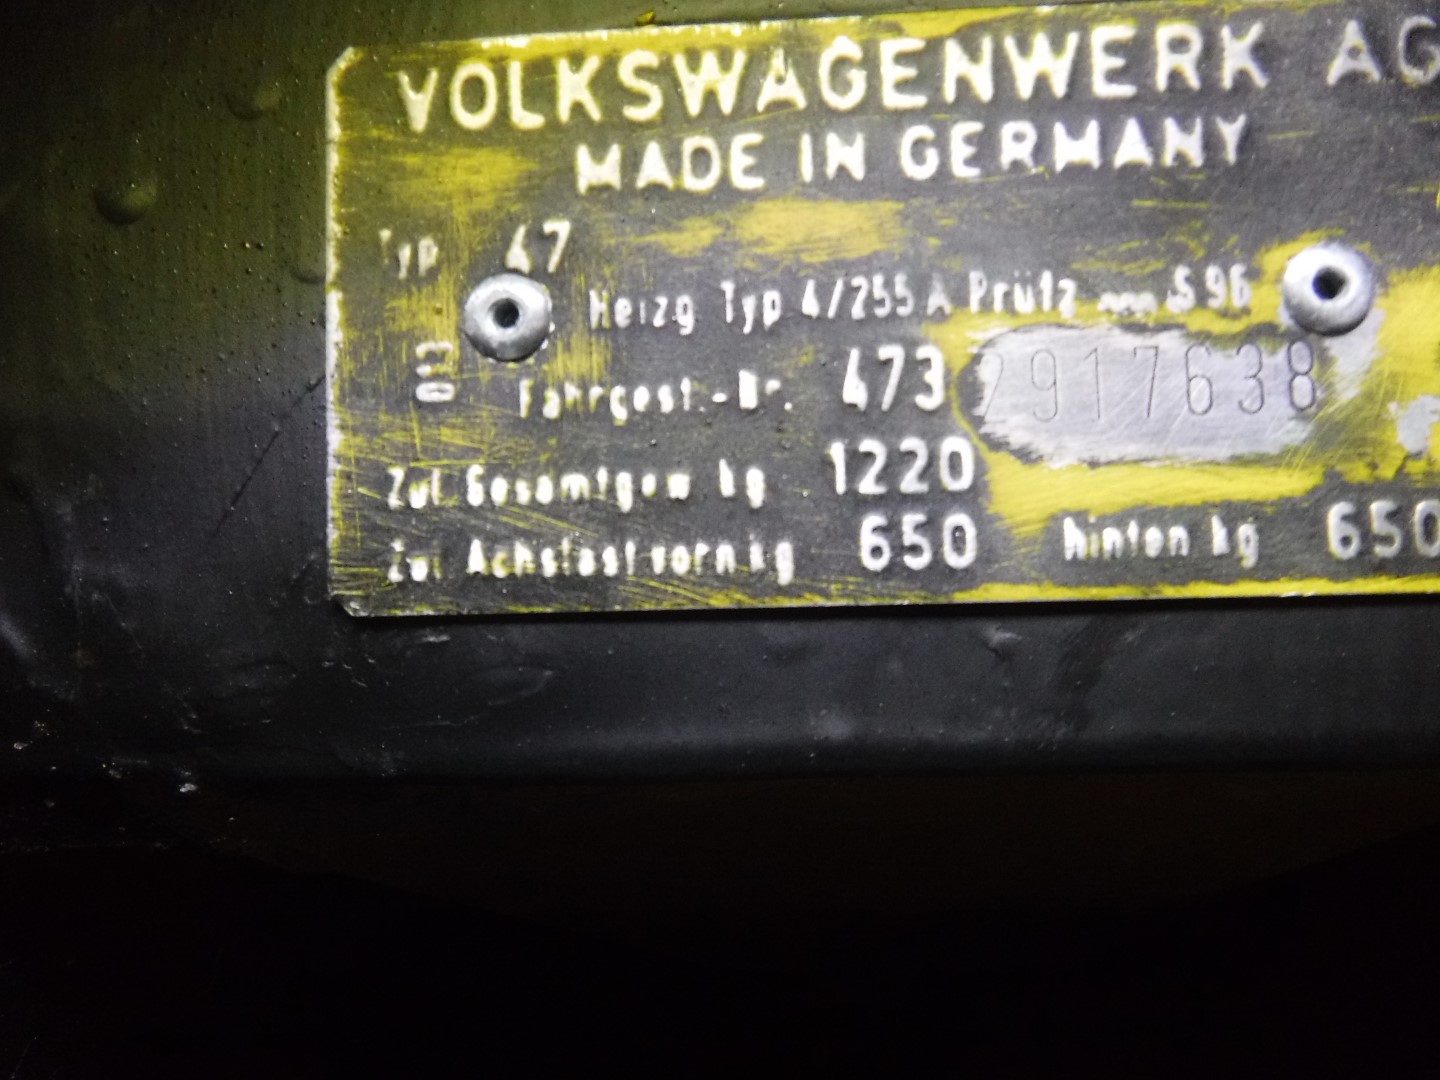 VOLKSWAGENWERK AG
MADE IN GERMANY
Typ 47
Heizg Typ 4/255 A Prüfz S 96
013
Fahrgest.-Nr. 473 2917638
Zul Gesamtgew kg 1220
Zul Achslast vorn kg 650 hinten kg 650